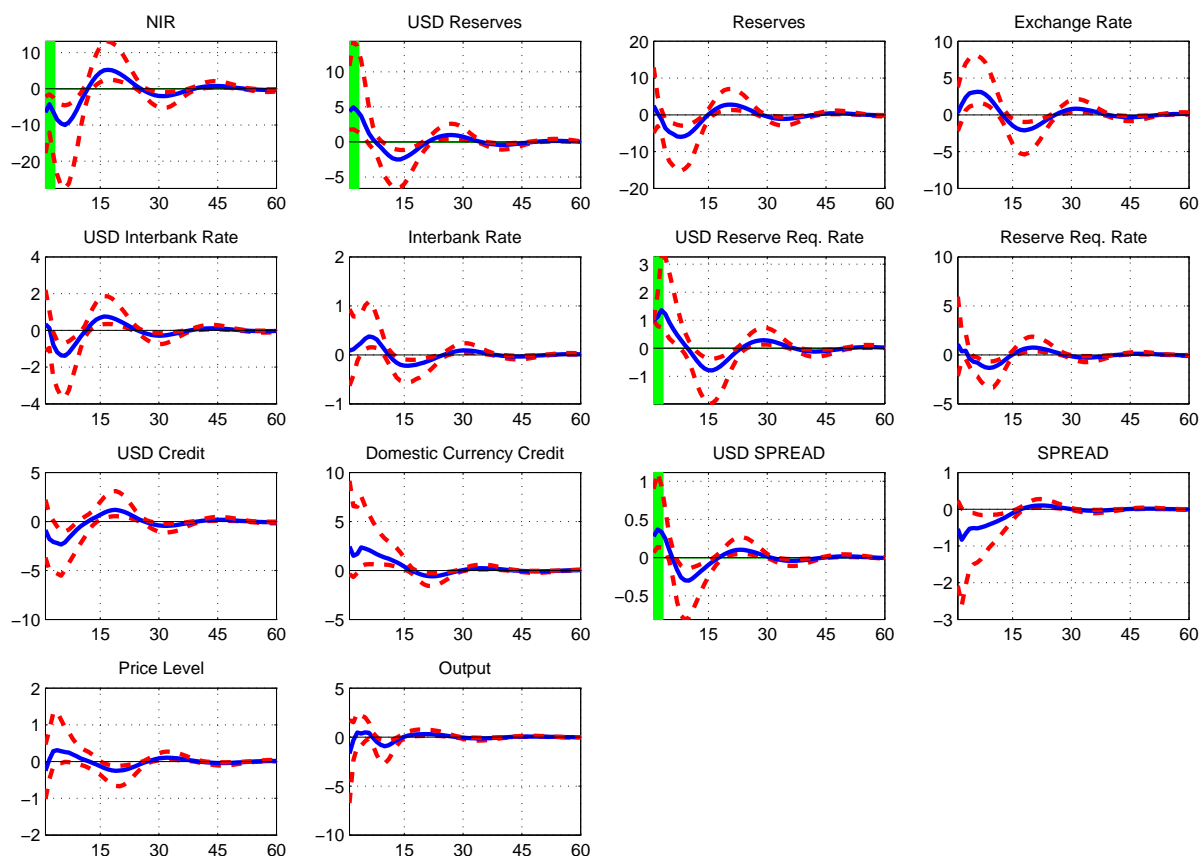 NIR
10
0
−10
−20
15 30 45 60
USD Reserves
10
5
0
−5
15 30 45 60
Reserves
20
10
0
−10
−20
15 30 45 60
Exchange Rate
10
5
0
−5
−10
15 30 45 60
USD Interbank Rate
4
2
0
−2
−4
15 30 45 60
Interbank Rate
2
1
0
−1
15 30 45 60
USD Reserve Req. Rate
3
2
1
0
−1
15 30 45 60
Reserve Req. Rate
10
5
0
−5
15 30 45 60
USD Credit
5
0
−5
−10
15 30 45 60
Domestic Currency Credit
10
5
0
−5
15 30 45 60
USD SPREAD
1
0.5
0
−0.5
15 30 45 60
SPREAD
1
0
−1
−2
−3
15 30 45 60
Price Level
2
1
0
−1
−2
15 30 45 60
Output
5
0
−5
−10
15 30 45 60